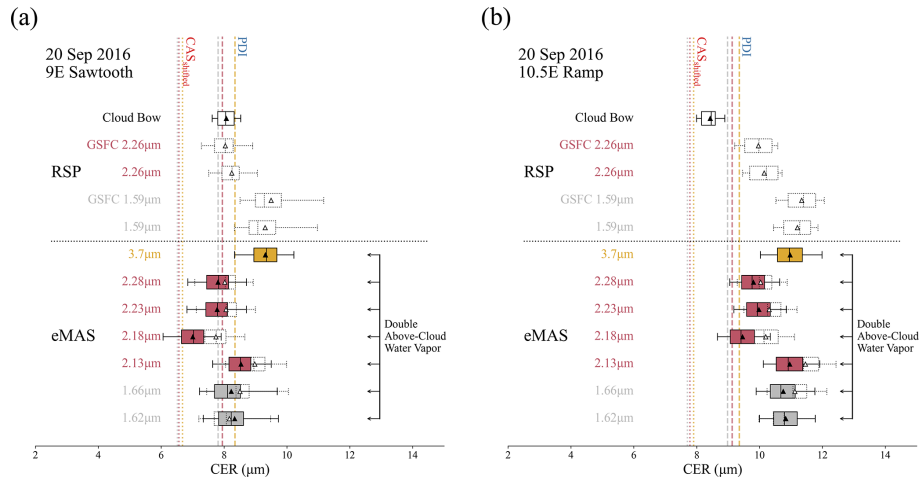 (a)
20 Sep 2016
9E Sawtooth
CAS shifted
PDI
Cloud Bow
GSFC 2.26μm
RSP
2.26μm
GSFC 1.59μm
1.59μm
3.7μm
2.28μm
2.23μm
eMAS
2.18μm
2.13μm
1.66μm
1.62μm
Double
Above-Cloud
Water Vapor
2 4 6 8 10 12 14
CER (μm)
(b)
20 Sep 2016
10.5E Ramp
CAS shifted
PDI
Cloud Bow
GSFC 2.26μm
RSP
2.26μm
GSFC 1.59μm
1.59μm
3.7μm
2.28μm
2.23μm
eMAS
2.18μm
2.13μm
1.66μm
1.62μm
Double
Above-Cloud
Water Vapor
2 4 6 8 10 12 14
CER (μm)